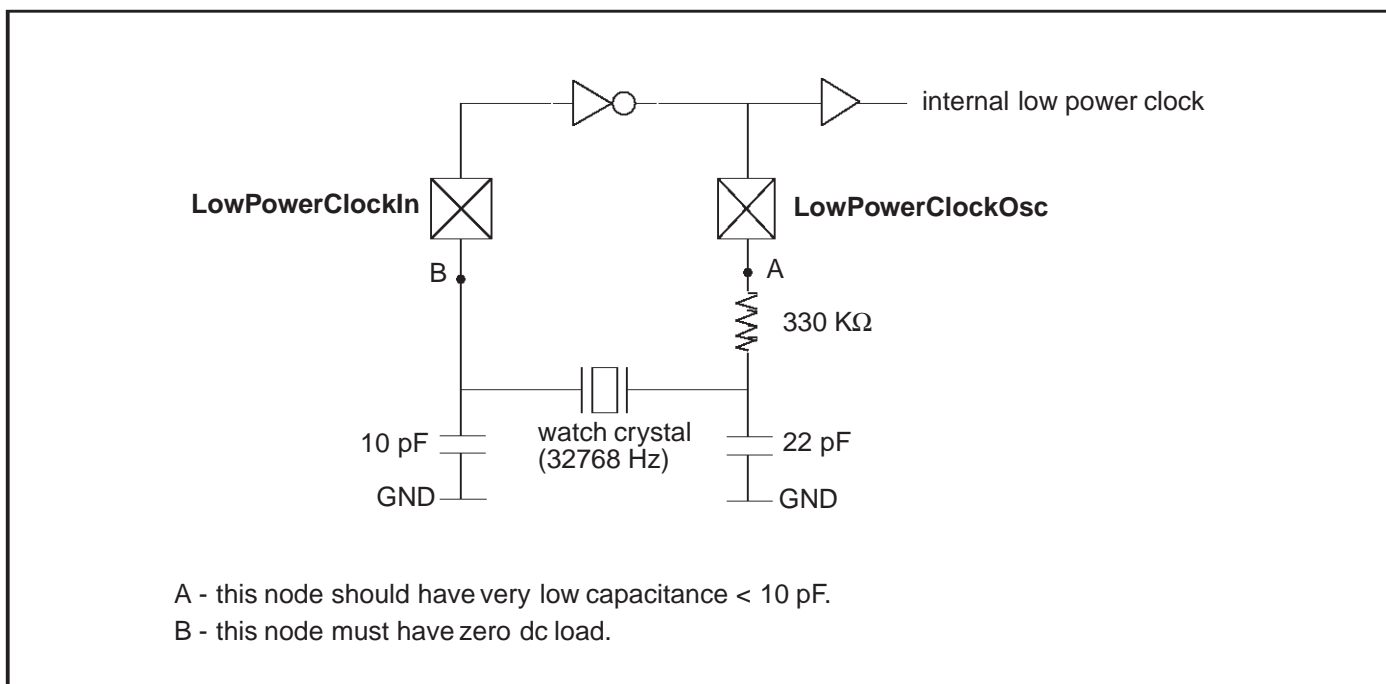 internal low power clock
LowPowerClockIn
LowPowerClockOsc
B
A
330 KΩ
10 pF
watch crystal
(32768 Hz)
22 pF
GND
GND
A - this node should have very low capacitance < 10 pF.
B - this node must have zero dc load.